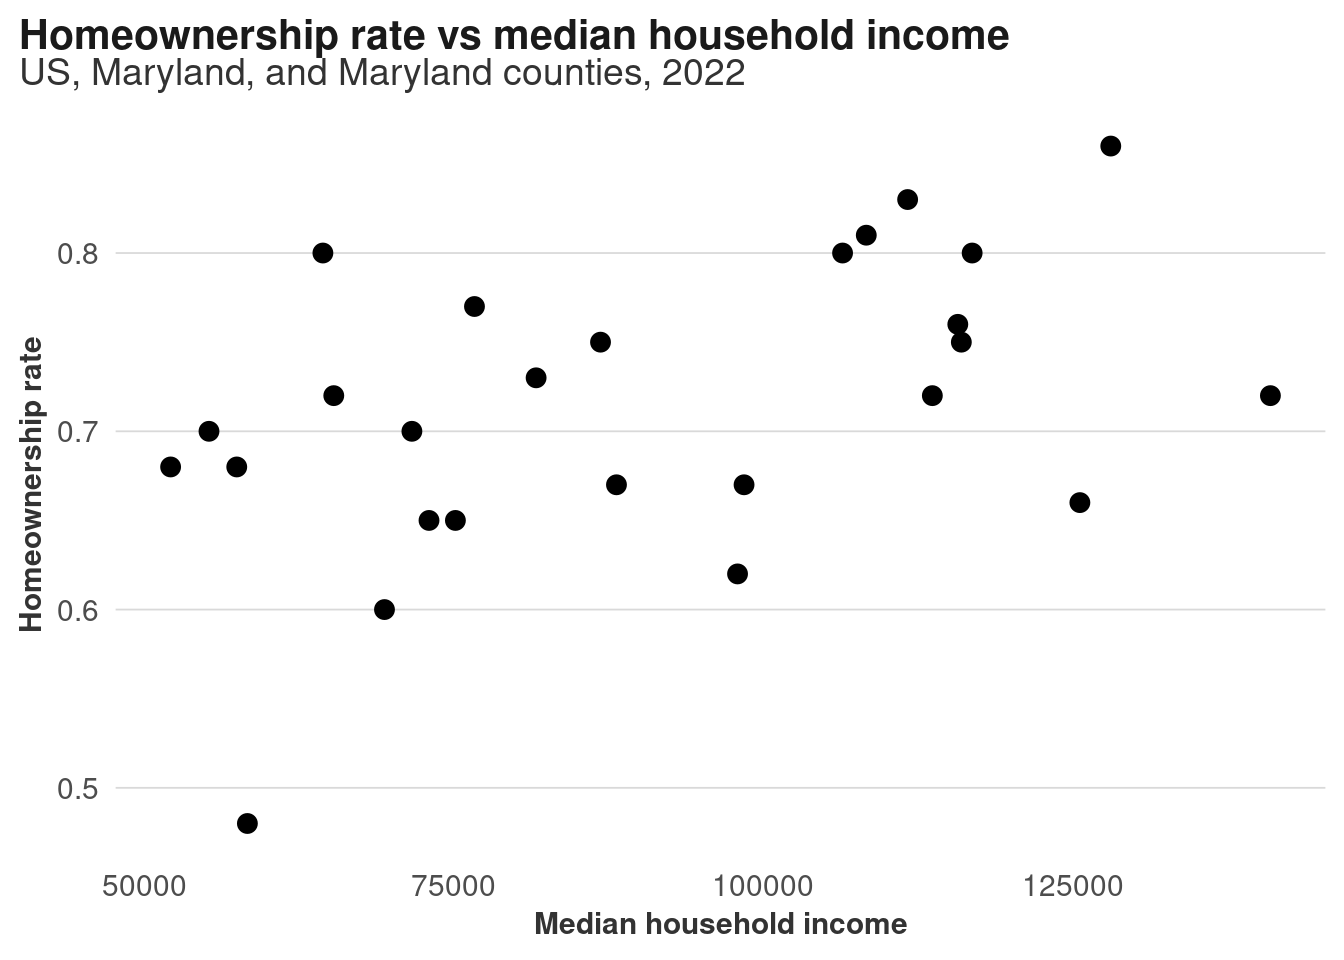 Homeownership rate vs median household income
US, Maryland, and Maryland counties, 2022
Homeownership rate
0.8
0.7
0.6
0.5
50000 75000 100000 125000
Median household income